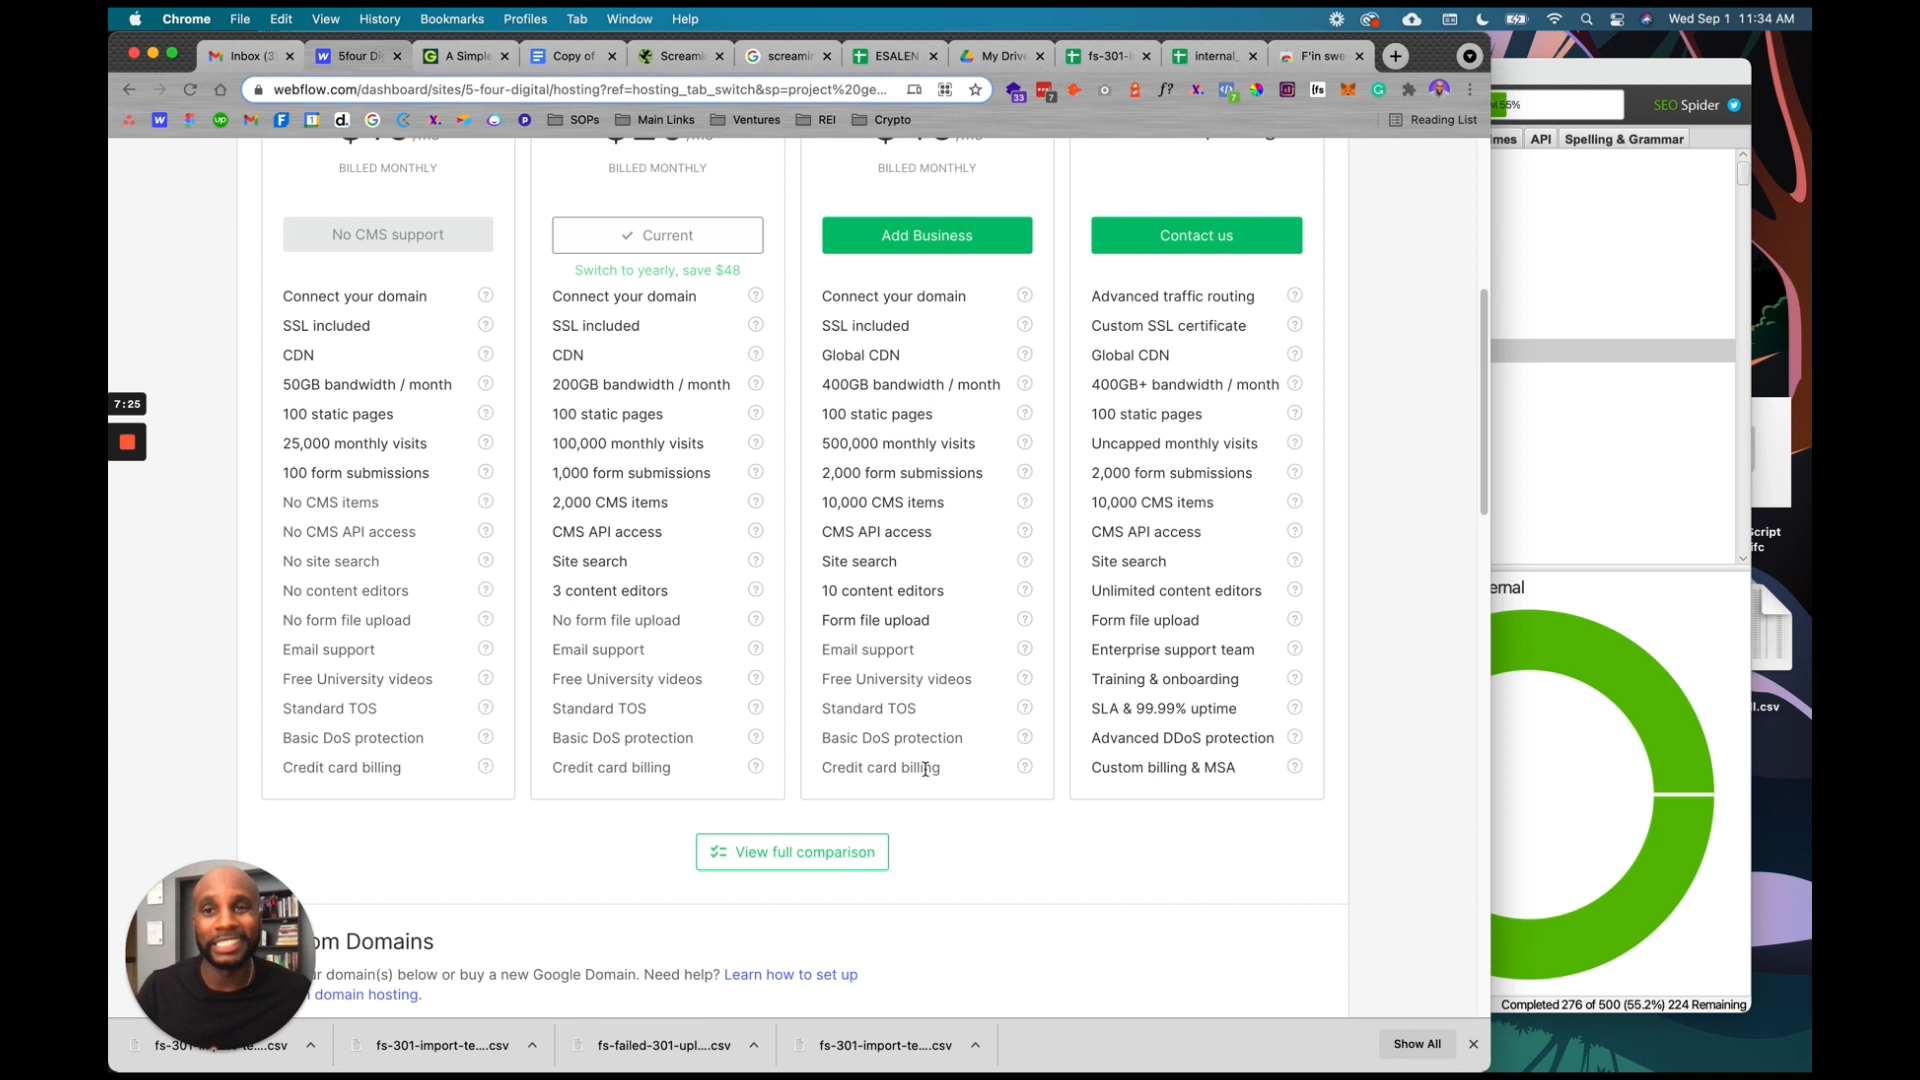 Chrome File Edit View History Bookmarks Profiles Tab Window Help Wed Sep 1 11:34 AM
Inbox (3) 5four Di A Simple Copy of Screami screami ESALEN My Drive fs-301-i internal_ F'in swe
webflow.com/dashboard/sites/5-four-digital/hosting?ref=hosting_tab_switch&sp=project%20ge...
SOPs Main Links Ventures REI Crypto Reading List
55% SEO Spider
API Spelling & Grammar
BILLED MONTHLY BILLED MONTHLY BILLED MONTHLY
No CMS support Current Add Business Contact us
Switch to yearly, save $48
Connect your domain
SSL included
CDN
50GB bandwidth / month
100 static pages
25,000 monthly visits
100 form submissions
No CMS items
No CMS API access
No site search
No content editors
No form file upload
Email support
Free University videos
Standard TOS
Basic DoS protection
Credit card billing
Connect your domain
SSL included
CDN
200GB bandwidth / month
100 static pages
100,000 monthly visits
1,000 form submissions
2,000 CMS items
CMS API access
Site search
3 content editors
No form file upload
Email support
Free University videos
Standard TOS
Basic DoS protection
Credit card billing
Connect your domain
SSL included
Global CDN
400GB bandwidth / month
100 static pages
500,000 monthly visits
2,000 form submissions
10,000 CMS items
CMS API access
Site search
10 content editors
Form file upload
Email support
Free University videos
Standard TOS
Basic DoS protection
Credit card billing
Advanced traffic routing
Custom SSL certificate
Global CDN
400GB+ bandwidth / month
100 static pages
Uncapped monthly visits
2,000 form submissions
10,000 CMS items
CMS API access
Site search
Unlimited content editors
Form file upload
Enterprise support team
Training & onboarding
SLA & 99.99% uptime
Advanced DDoS protection
Custom billing & MSA
7:25
View full comparison
om Domains
domain(s) below or buy a new Google Domain. Need help? Learn how to set up
domain hosting.
Script
ifc
ernal
ll.csv
Completed 276 of 500 (55.2%) 224 Remaining
fs-301-import-te....csv fs-failed-301-upl....csv fs-301-import-te....csv Show All